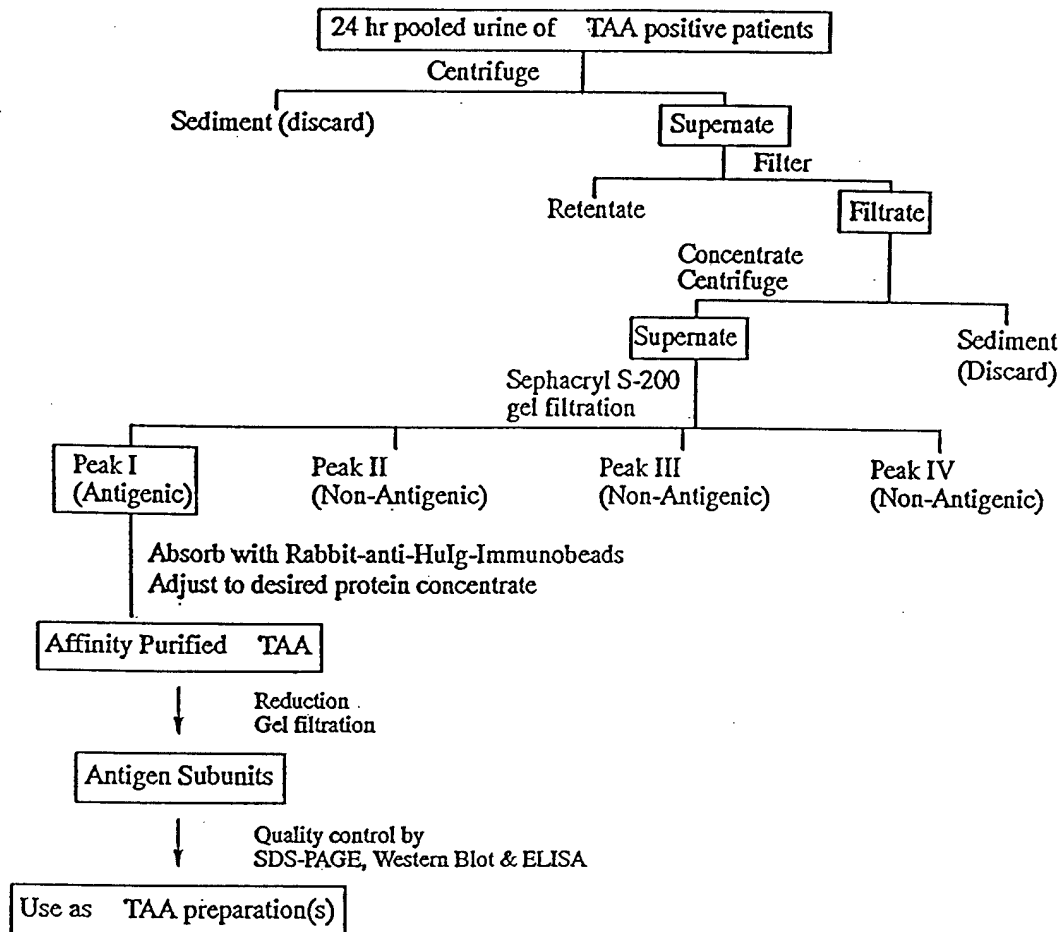 24 hr pooled urine of TAA positive patients
Centrifuge
Sediment (discard)
Supernate
Filter
Retentate
Filtrate
Concentrate
Centrifuge
Supernate
Sediment
(Discard)
Sephacryl S-200
gel filtration
Peak I
(Antigenic)
Peak II
(Non-Antigenic)
Peak III
(Non-Antigenic)
Peak IV
(Non-Antigenic)
Absorb with Rabbit-anti-HuIg-Immunobeads
Adjust to desired protein concentrate
Affinity Purified TAA
Reduction
Gel filtration
Antigen Subunits
Quality control by
SDS-PAGE, Western Blot & ELISA
Use as TAA preparation(s)